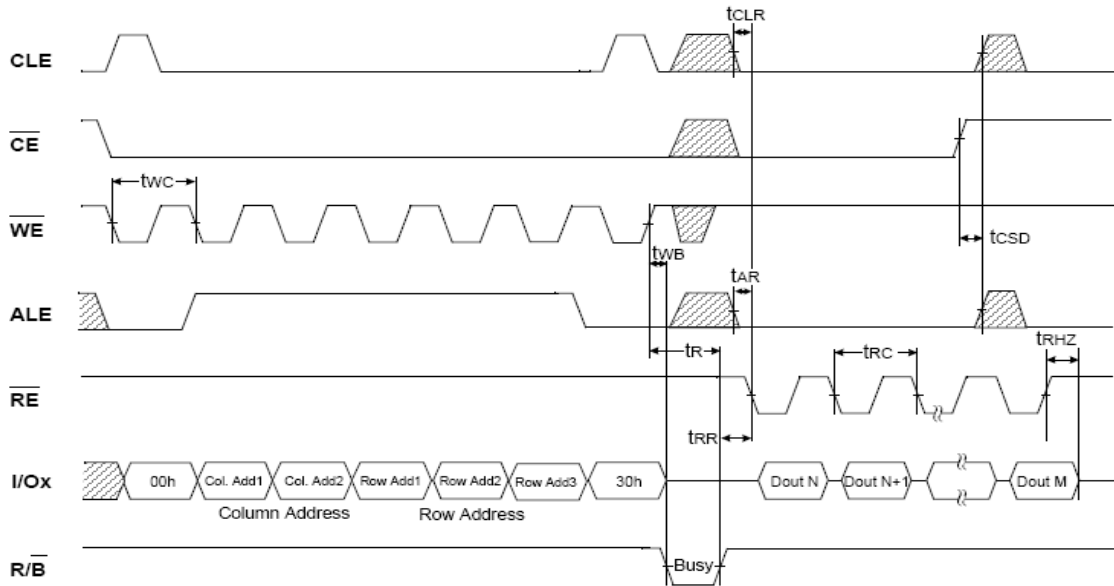 tCLR
CLE
CE
tWC
WE
tCSD
tWB
tAR
ALE
tR
tRC
tRHZ
RE
tRR
I/Ox
00h
Col. Add1
Col. Add2
Row Add1
Row Add2
Row Add3
30h
Dout N
Dout N+1
Dout M
Column Address
Row Address
R/B
Busy